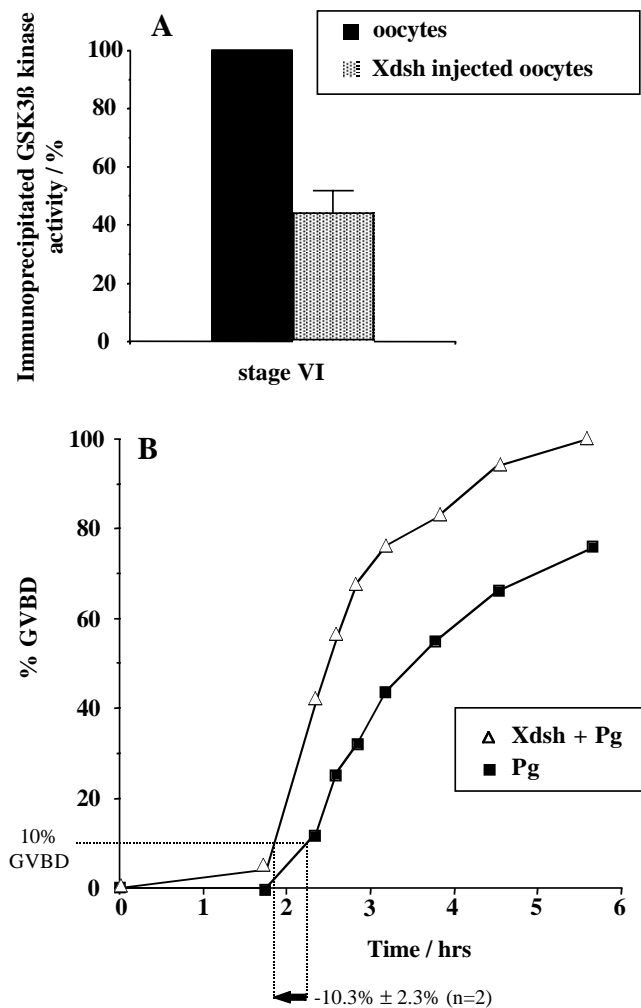 A
oocytes
Xdsh injected oocytes
Immunoprecipitated GSK3ß kinase
activity / %
100
80
60
40
20
0
stage VI
B
100
80
60
40
20
0
% GVBD
10%
GVBD
Xdsh + Pg
Pg
0 1 2 3 4 5 6
Time / hrs
-10.3% ± 2.3% (n=2)